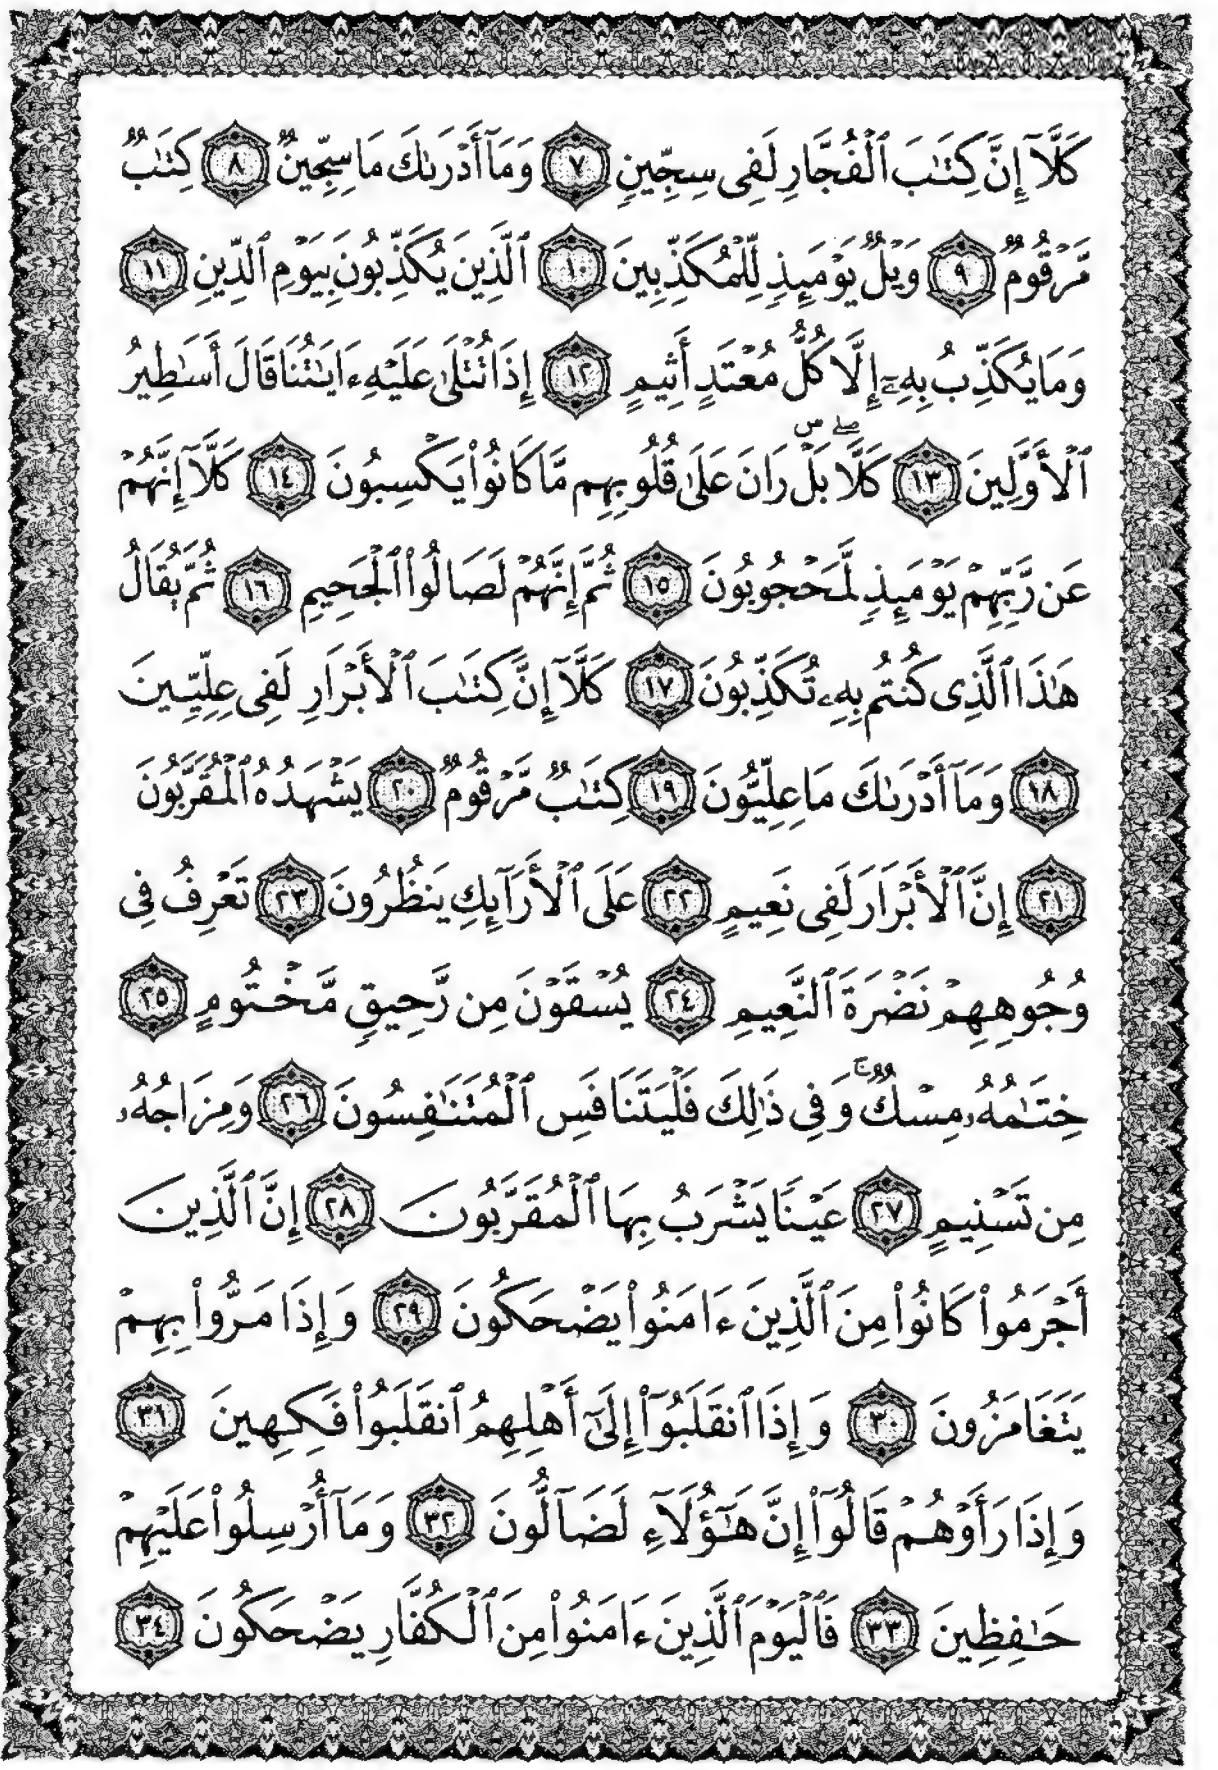 كَلَّآ إِنَّ كِتَٰبَ ٱلْفُجَّارِ لَفِى سِجِّينٍ ٧ وَمَآ أَدْرَىٰكَ مَا سِجِّينٌ ٨ كِتَٰبٌ
مَّرْقُومٌ ٩ وَيْلٌ يَوْمَئِذٍ لِّلْمُكَذِّبِينَ ١٠ ٱلَّذِينَ يُكَذِّبُونَ بِيَوْمِ ٱلدِّينِ ١١
وَمَا يُكَذِّبُ بِهِۦٓ إِلَّا كُلُّ مُعْتَدٍ أَثِيمٍ ١٢ إِذَا تُتْلَىٰ عَلَيْهِ ءَايَٰتُنَا قَالَ أَسَٰطِيرُ
ٱلْأَوَّلِينَ ١٣ كَلَّا ۖ بَلْ ۜ رَانَ عَلَىٰ قُلُوبِهِم مَّا كَانُوا۟ يَكْسِبُونَ ١٤ كَلَّآ إِنَّهُمْ
عَن رَّبِّهِمْ يَوْمَئِذٍ لَّمَحْجُوبُونَ ١٥ ثُمَّ إِنَّهُمْ لَصَالُوا۟ ٱلْجَحِيمِ ١٦ ثُمَّ يُقَالُ
هَٰذَا ٱلَّذِى كُنتُم بِهِۦ تُكَذِّبُونَ ١٧ كَلَّآ إِنَّ كِتَٰبَ ٱلْأَبْرَارِ لَفِى عِلِّيِّينَ
١٨ وَمَآ أَدْرَىٰكَ مَا عِلِّيُّونَ ١٩ كِتَٰبٌ مَّرْقُومٌ ٢٠ يَشْهَدُهُ ٱلْمُقَرَّبُونَ
٢١ إِنَّ ٱلْأَبْرَارَ لَفِى نَعِيمٍ ٢٢ عَلَى ٱلْأَرَآئِكِ يَنظُرُونَ ٢٣ تَعْرِفُ فِى
وُجُوهِهِمْ نَضْرَةَ ٱلنَّعِيمِ ٢٤ يُسْقَوْنَ مِن رَّحِيقٍ مَّخْتُومٍ ٢٥
خِتَٰمُهُۥ مِسْكٌ ۚ وَفِى ذَٰلِكَ فَلْيَتَنَافَسِ ٱلْمُتَنَٰفِسُونَ ٢٦ وَمِزَاجُهُۥ
مِن تَسْنِيمٍ ٢٧ عَيْنًا يَشْرَبُ بِهَا ٱلْمُقَرَّبُونَ ٢٨ إِنَّ ٱلَّذِينَ
أَجْرَمُوا۟ كَانُوا۟ مِنَ ٱلَّذِينَ ءَامَنُوا۟ يَضْحَكُونَ ٢٩ وَإِذَا مَرُّوا۟ بِهِمْ
يَتَغَامَزُونَ ٣٠ وَإِذَا ٱنقَلَبُوٓا۟ إِلَىٰٓ أَهْلِهِمُ ٱنقَلَبُوا۟ فَكِهِينَ ٣١
وَإِذَا رَأَوْهُمْ قَالُوٓا۟ إِنَّ هَٰٓؤُلَآءِ لَضَآلُّونَ ٣٢ وَمَآ أُرْسِلُوا۟ عَلَيْهِمْ
حَٰفِظِينَ ٣٣ فَٱلْيَوْمَ ٱلَّذِينَ ءَامَنُوا۟ مِنَ ٱلْكُفَّارِ يَضْحَكُونَ ٣٤